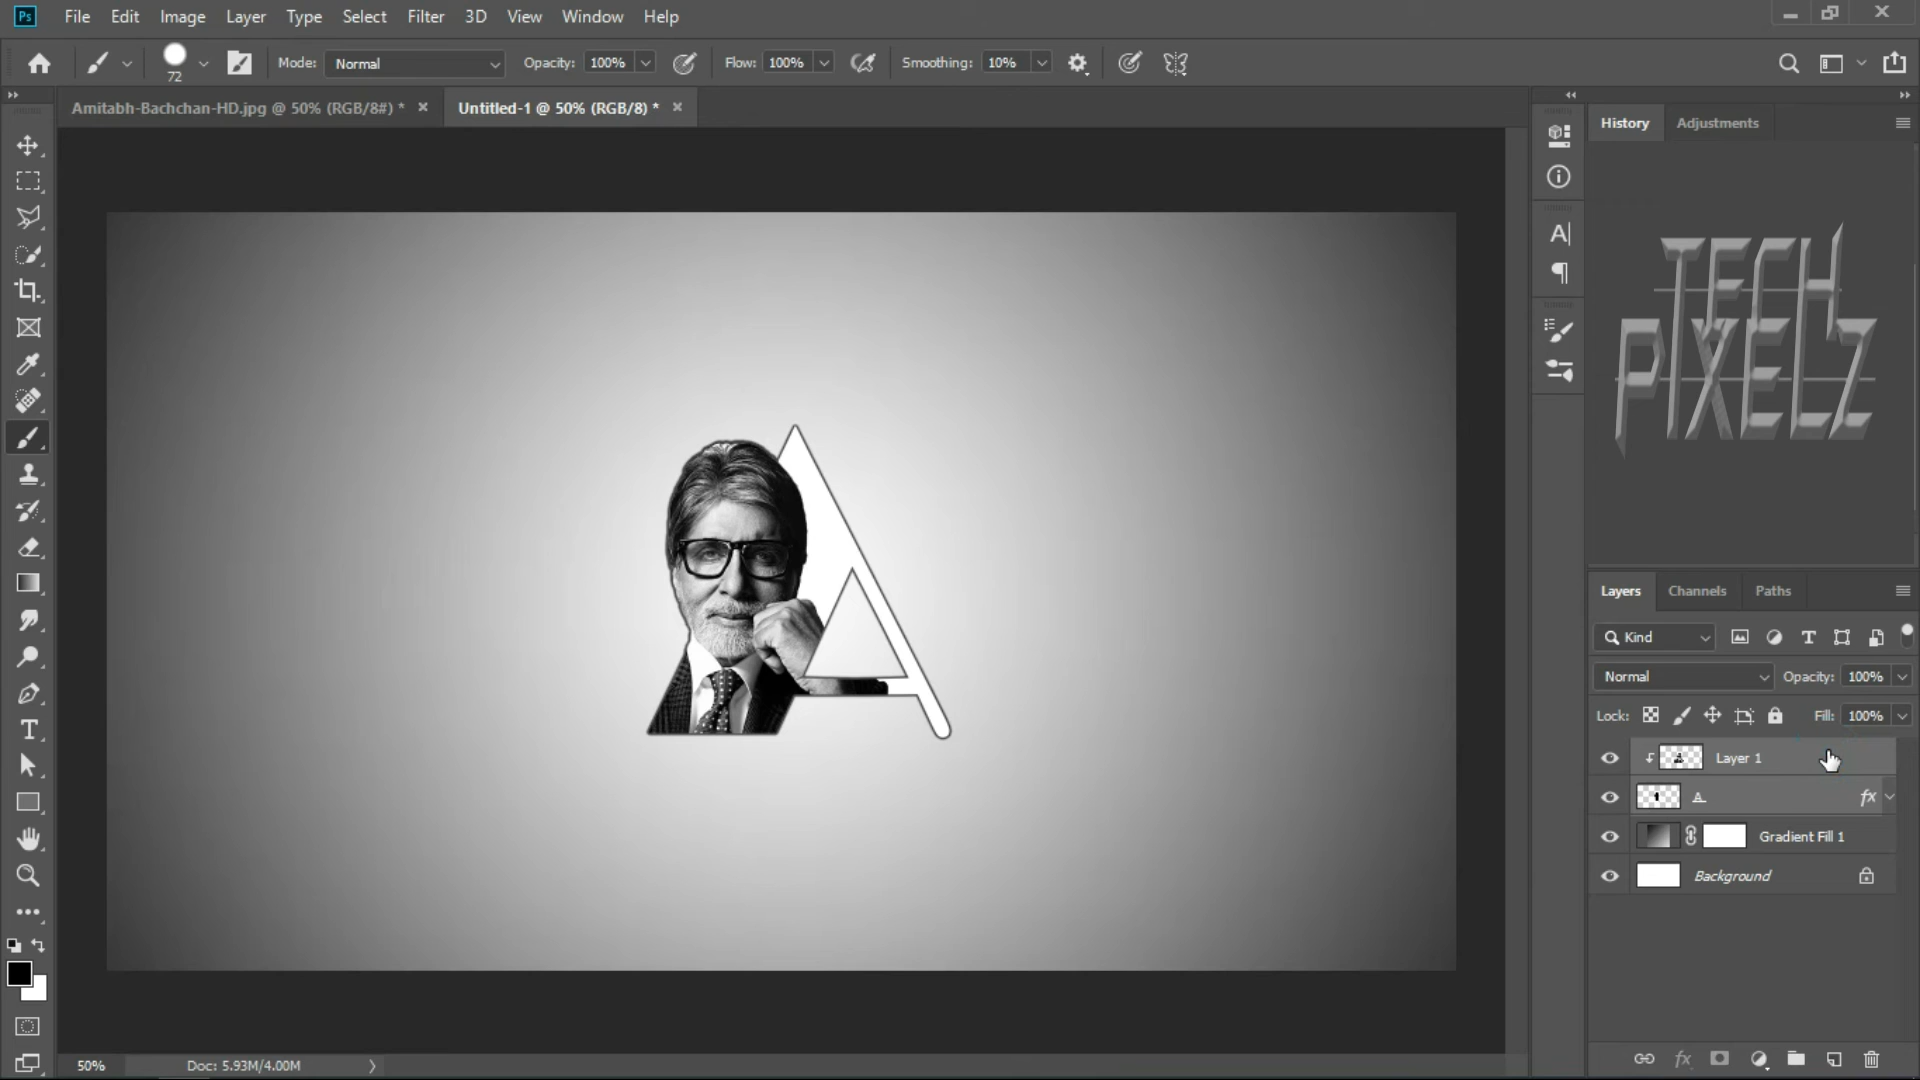 Ps File Edit Image Layer Type Select Filter 3D View Window Help
72 Mode: Normal Opacity: 100% Flow: 100% Smoothing: 10%
Amitabh-Bachchan-HD.jpg @ 50% (RGB/8#) * × Untitled-1 @ 50% (RGB/8) * ×
History Adjustments
TECH
PIXELZ
A
Layers Channels Paths
Kind
Normal Opacity: 100%
Lock: Fill: 100%
Layer 1
A fx
Gradient Fill 1
Background
50% Doc: 5.93M/4.00M
fx